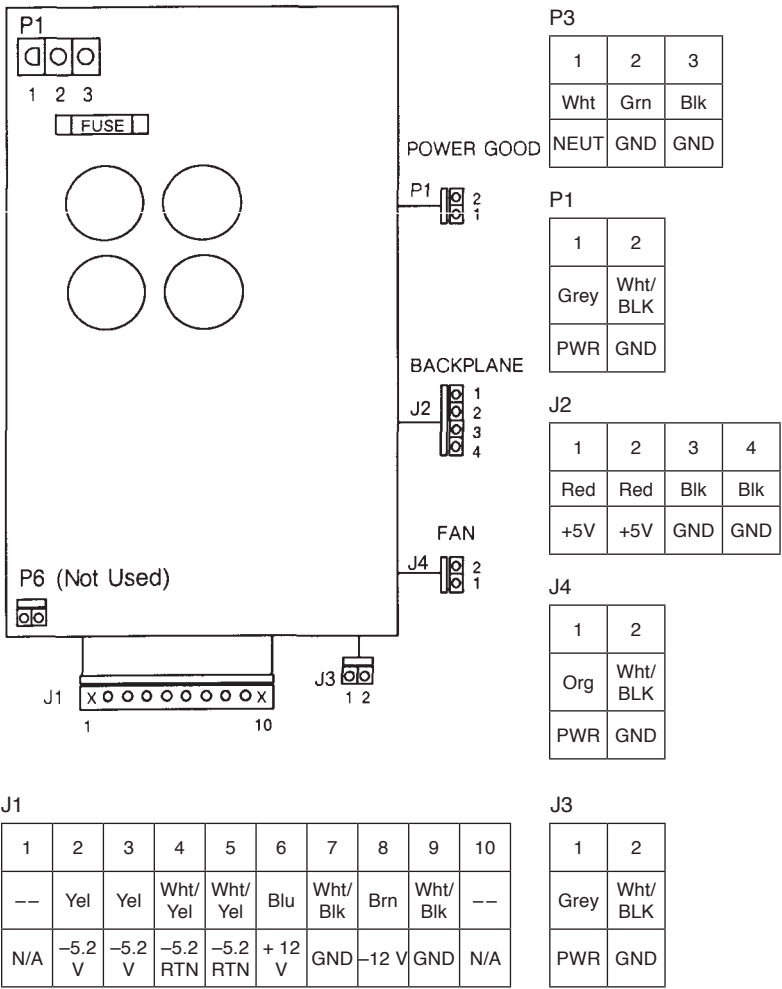 P1
1 2 3
FUSE
POWER GOOD
P1
2
1
BACKPLANE
J2
1
2
3
4
FAN
J4
2
1
P6 (Not Used)
J3
1 2
J1
X X
1 10
P3
1 2 3
Wht Grn Blk
NEUT GND GND
P1
1 2
Grey Wht/
BLK
PWR GND
J2
1 2 3 4
Red Red Blk Blk
+5V +5V GND GND
J4
1 2
Org Wht/
BLK
PWR GND
J1
1 2 3 4 5 6 7 8 9 10
–– Yel Yel Wht/ Wht/ Blu Wht/ Brn Wht/ ––
Yel Yel Blk Blk
N/A –5.2 –5.2 –5.2 –5.2 + 12 GND –12 V GND N/A
V V RTN RTN V
J3
1 2
Grey Wht/
BLK
PWR GND